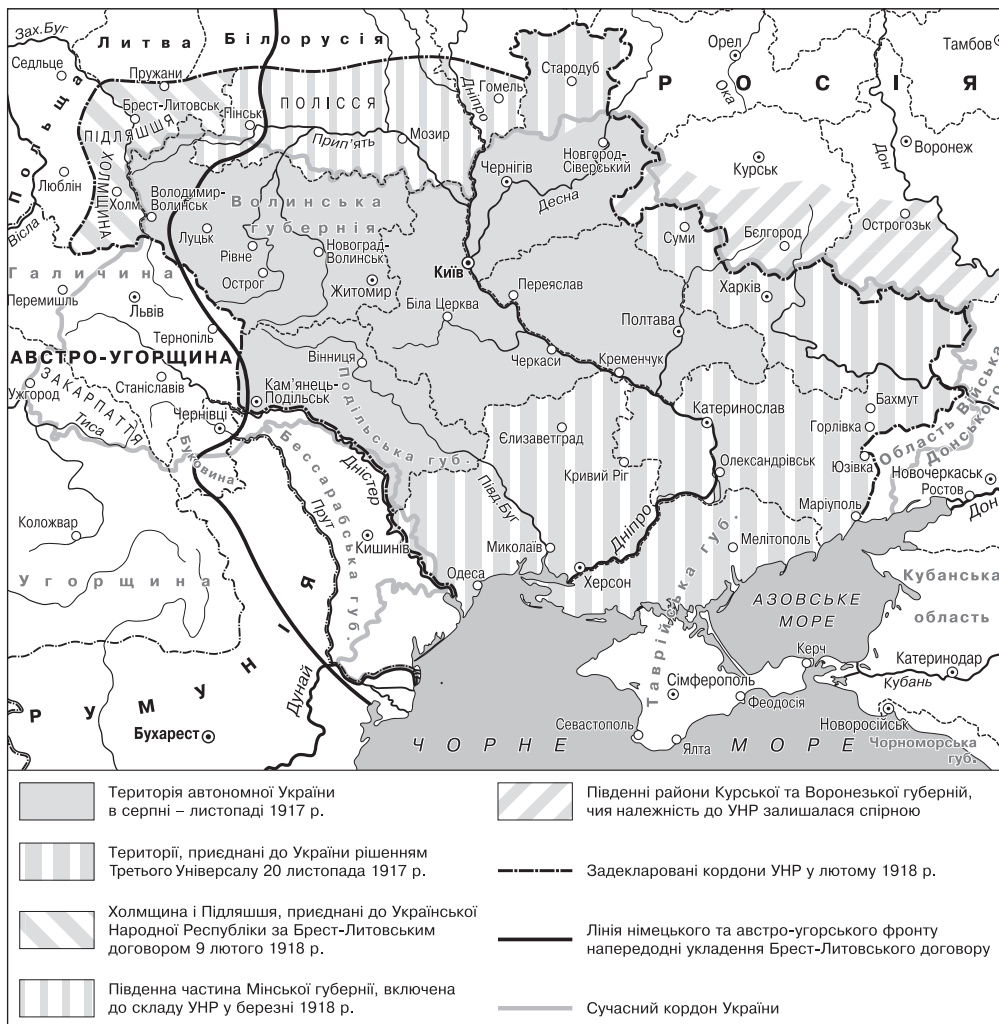 Зах.Буг
Литва
Білорусія
Орел
Тамбов
Седльце
Пружани
Стародуб
РОСІЯ
Гомель
Дніпро
Ока
Польща
Брест-Литовськ
Пінськ
ПОЛІССЯ
ПІДЛЯШШЯ
Прип'ять
Мозир
Дон
Воронеж
Чернігів
Новгород-
Сіверський
Курськ
Люблін
ХОЛМЩИНА
Холм
Володимир-
Волинськ
Десна
Острогозьк
Вісла
Волинська
губернія
Луцьк
Рівне
Новоград-
Волинськ
Суми
Бєлгород
Галичина
Острог
Житомир
Київ
Переяслав
Харків
Перемишль
Львів
Біла Церква
Полтава
Тернопіль
АВСТРО-УГОРЩИНА
Вінниця
Черкаси
Кременчук
Ужгород
ЗАКАРПАТТЯ
Станіславів
Кам'янець-
Подільськ
Подільська губ.
Бахмут
Тиса
Чернівці
Катеринослав
Горлівка
Область Війська
Донського
Буковина
Бессарабська губ.
Дністер
Єлизаветград
Олександрівськ
Юзівка
Новочеркаськ
Кривий Ріг
Ростов
Півд.Буг
Маріуполь
Дон
Коложвар
Прут
Кишинів
Миколаїв
Дніпро
Мелітополь
Угорщина
Одеса
Херсон
Таврійська губ.
АЗОВСЬКЕ
МОРЕ
Кубанська
область
Керч
Катеринодар
РУМУНІЯ
Дунай
Сімферополь
Феодосія
Кубань
Бухарест
Севастополь
Новоросійськ
ЧОРНЕ МОРЕ
Ялта
Чорноморська
губ.
Територія автономної України
в серпні – листопаді 1917 р.
Території, приєднані до України рішенням
Третього Універсалу 20 листопада 1917 р.
Холмщина і Підляшшя, приєднані до Української
Народної Республіки за Брест-Литовським
договором 9 лютого 1918 р.
Південна частина Мінської губернії, включена
до складу УНР у березні 1918 р.
Південні райони Курської та Воронезької губерній,
чия належність до УНР залишалася спірною
Задекларовані кордони УНР у лютому 1918 р.
Лінія німецького та австро-угорського фронту
напередодні укладення Брест-Литовського договору
Сучасний кордон України